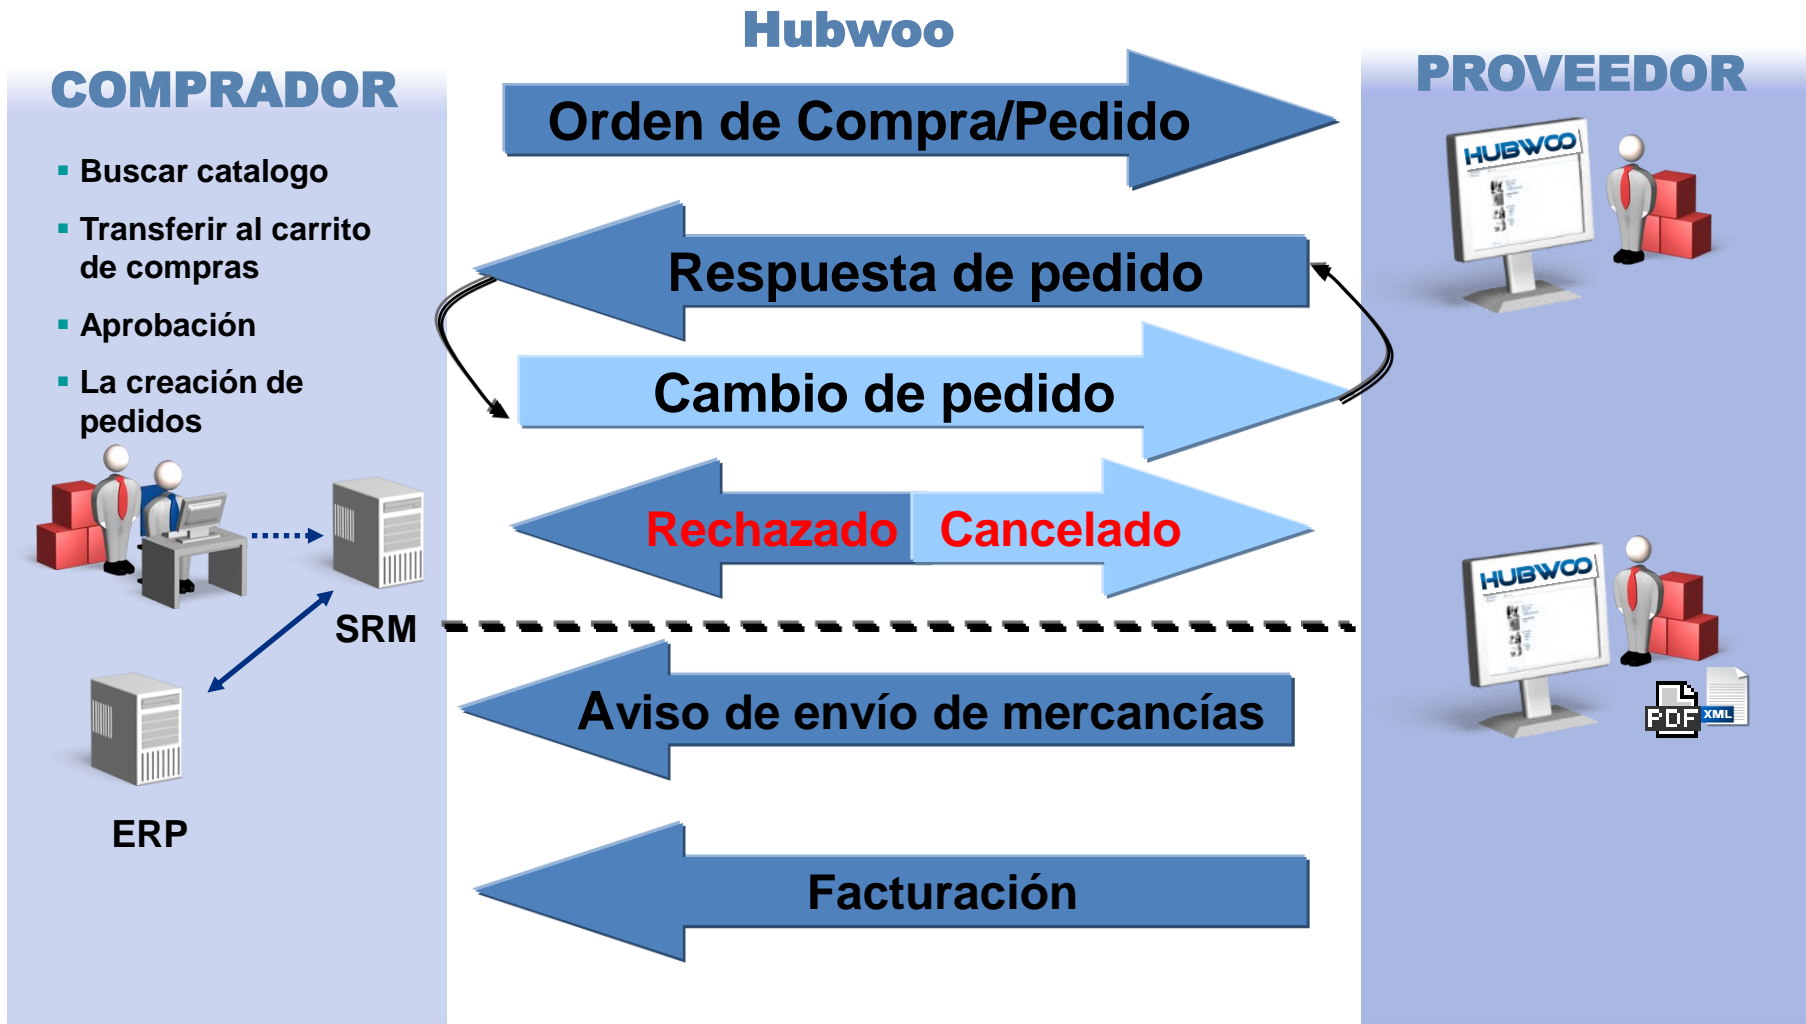 Hubwoo
COMPRADOR
PROVEEDOR
Buscar catalogo
Transferir al carrito
de compras
Aprobación
La creación de
pedidos
SRM
ERP
Orden de Compra/Pedido
Respuesta de pedido
Cambio de pedido
Rechazado Cancelado
Aviso de envío de mercancías
Facturación
HUBWOO
HUBWOO
PDF
XML